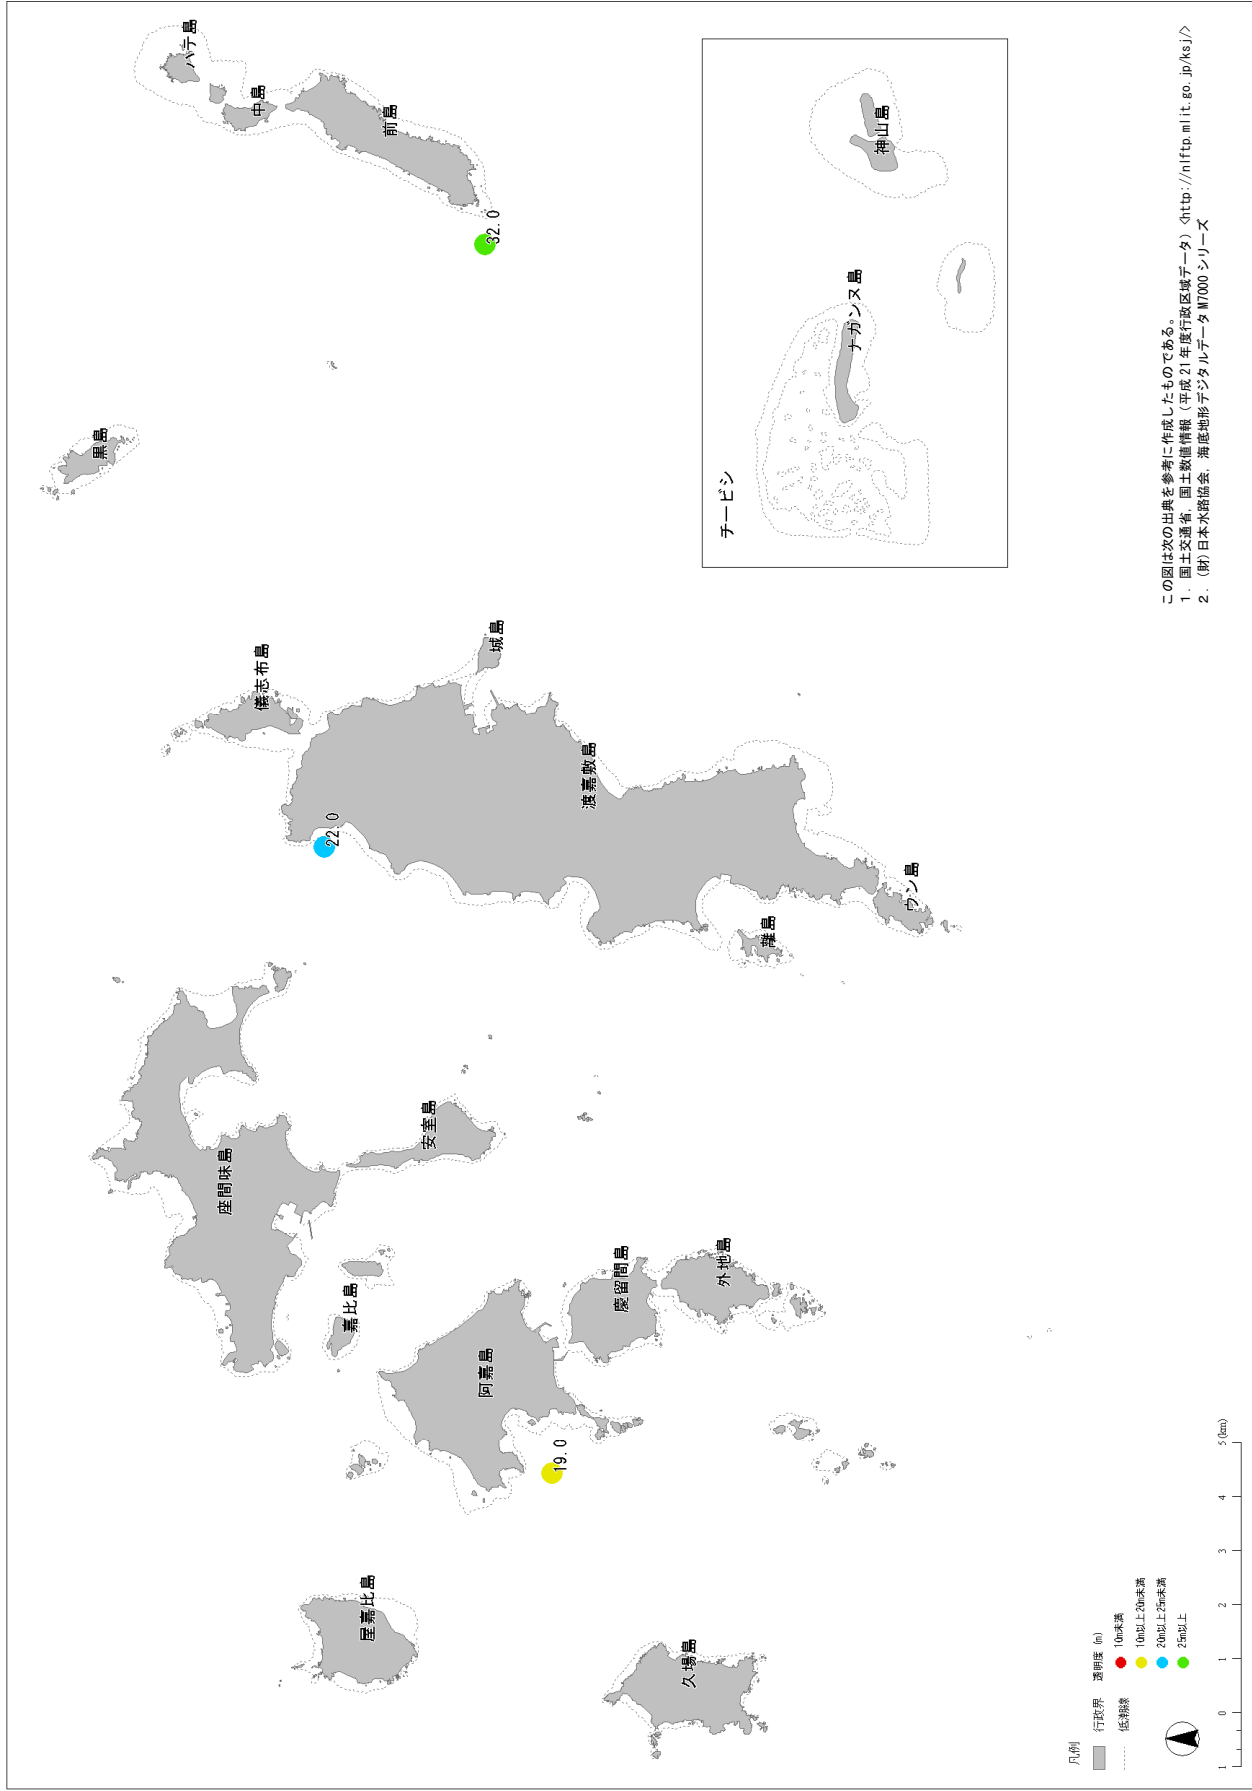 ハテ島
中島
前島
32.0
黒島
チービシ
ナガンヌ島
神山島
儀志布島
城島
渡嘉敷島
22.0
離島
ウン島
座間味島
安室島
嘉比島
阿嘉島
慶留間島
外地島
19.0
屋嘉比島
久場島
凡例
行政界
低潮線
透明度 (m)
10m未満
10m以上20m未満
20m以上25m未満
25m以上
1 0 1 2 3 4 5(km)
この図は次の出典を参考に作成したものである。
1. 国土交通省, 国土数値情報（平成21年度行政区域データ）<http://nlftp.mlit.go.jp/ksj/>
2. (財)日本水路協会, 海底地形デジタルデータM7000シリーズ